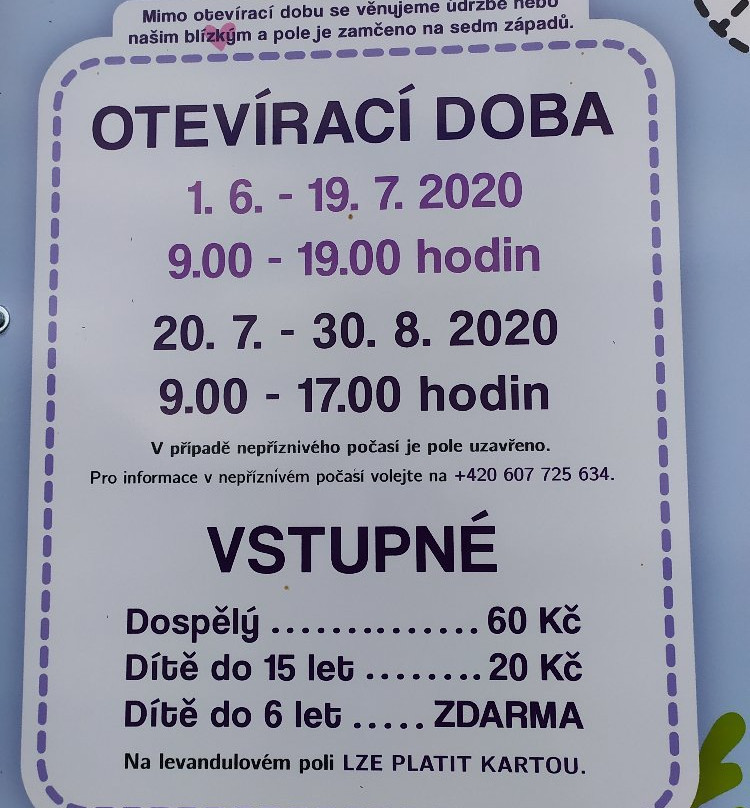 Mimo otevírací dobu se věnujeme údržbě nebo
našim blízkým a pole je zamčeno na sedm západů.
OTEVÍRACÍ DOBA
1. 6. - 19. 7. 2020
9.00 - 19.00 hodin
20. 7. - 30. 8. 2020
9.00 - 17.00 hodin
V případě nepříznivého počasí je pole uzavřeno.
Pro informace v nepříznivém počasí volejte na +420 607 725 634.
VSTUPNÉ
Dospělý .............. 60 Kč
Dítě do 15 let ........ 20 Kč
Dítě do 6 let ..... ZDARMA
Na levandulovém poli LZE PLATIT KARTOU.